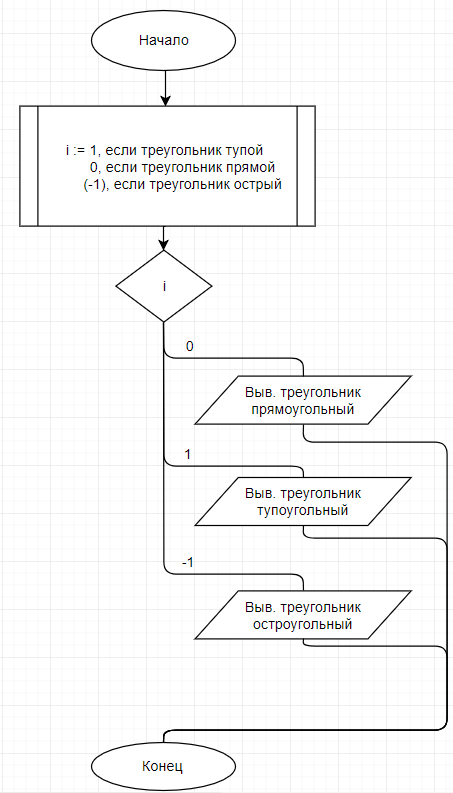 Начало
i := 1, если треугольник тупой
0, если треугольник прямой
(-1), если треугольник острый
i
0
Выв. треугольник
прямоугольный
1
Выв. треугольник
тупоугольный
-1
Выв. треугольник
остроугольный
Конец